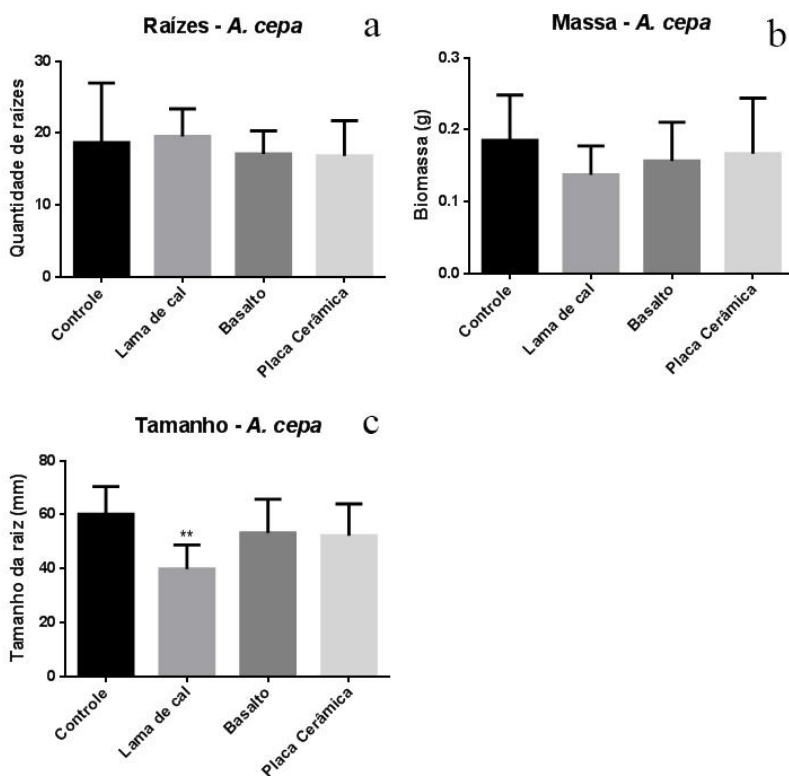 Raízes - A. cepa
a
Quantidade de raízes
30
20
10
0
Controle
Lama de cal
Basalto
Placa Cerâmica
Massa - A. cepa
b
Biomassa (g)
0.3
0.2
0.1
0.0
Controle
Lama de cal
Basalto
Placa Cerâmica
Tamanho - A. cepa
c
Tamanho da raiz (mm)
80
60
40
20
0
**
Controle
Lama de cal
Basalto
Placa Cerâmica